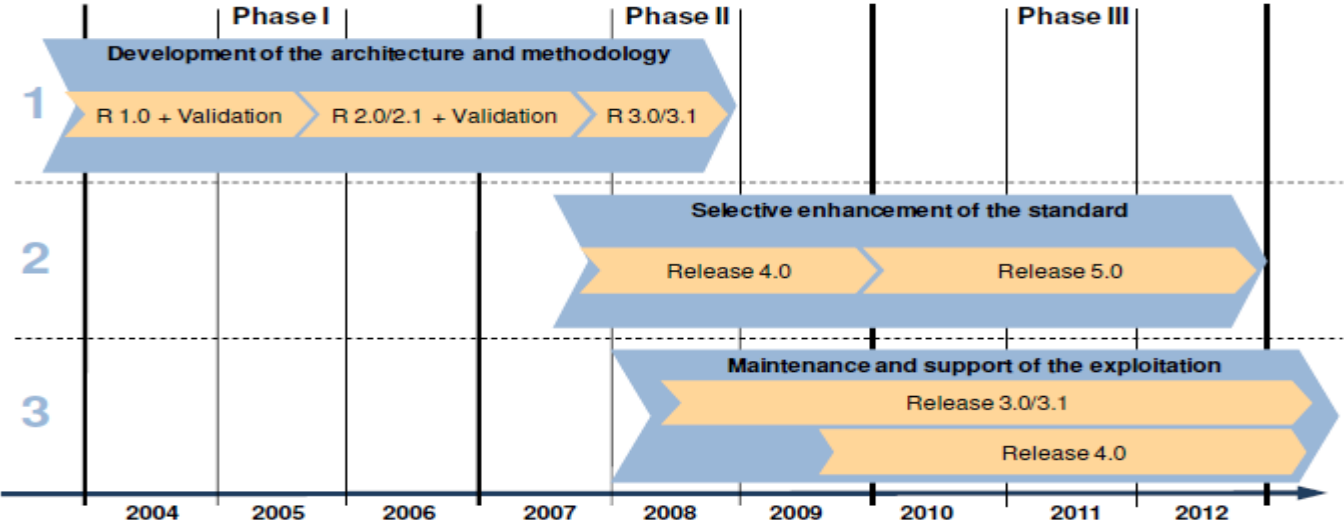 Phase I Phase II Phase III
Development of the architecture and methodology
1
R 1.0 + Validation R 2.0/2.1 + Validation R 3.0/3.1
Selective enhancement of the standard
2
Release 4.0 Release 5.0
Maintenance and support of the exploitation
3
Release 3.0/3.1
Release 4.0
2004 2005 2006 2007 2008 2009 2010 2011 2012